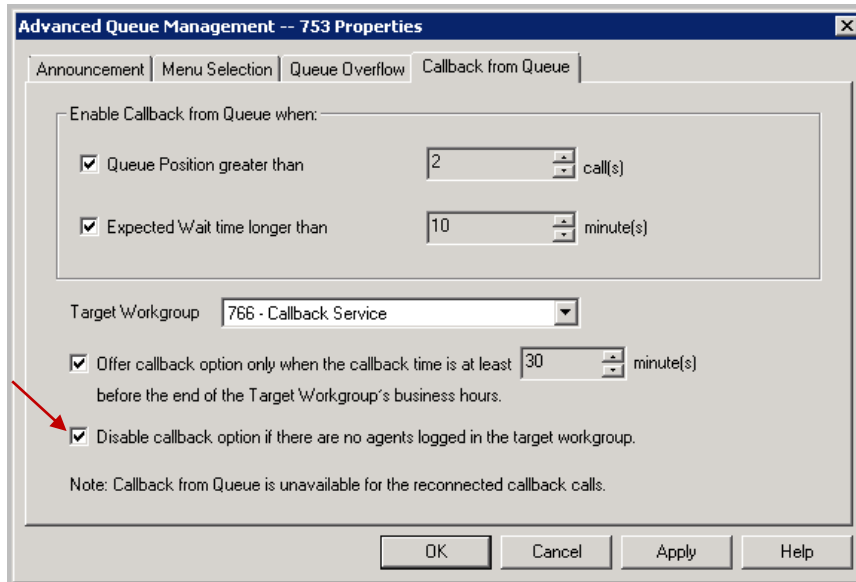 Advanced Queue Management -- 753 Properties
Announcement Menu Selection Queue Overflow Callback from Queue
Enable Callback from Queue when:
Queue Position greater than 2 call(s)
Expected Wait time longer than 10 minute(s)
Target Workgroup 766 - Callback Service
Offer callback option only when the callback time is at least 30 minute(s)
before the end of the Target Workgroup's business hours.
Disable callback option if there are no agents logged in the target workgroup.
Note: Callback from Queue is unavailable for the reconnected callback calls.
OK Cancel Apply Help